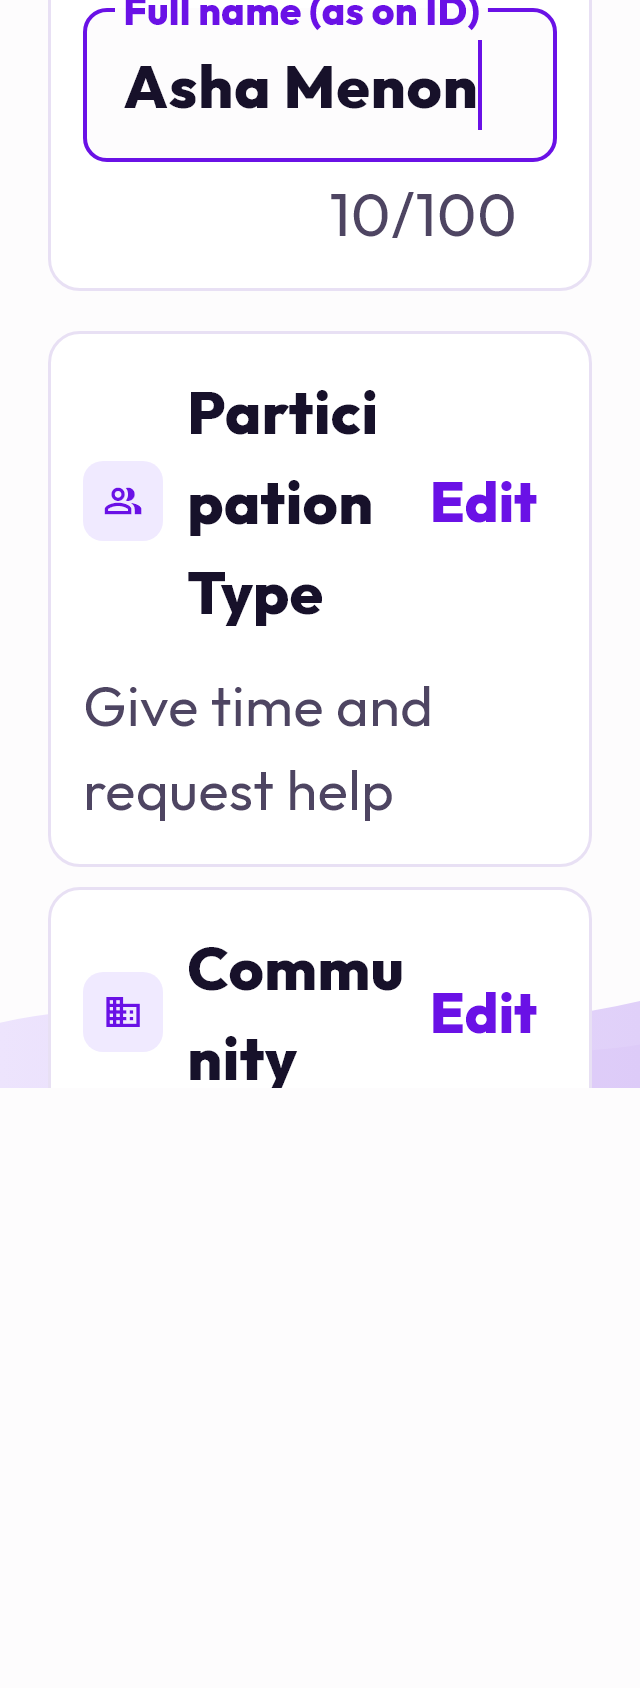 Full name (as on ID)
Asha Menon
10/100
Partici
pation
Type
Edit
Give time and
request help
Commu
nity
Edit